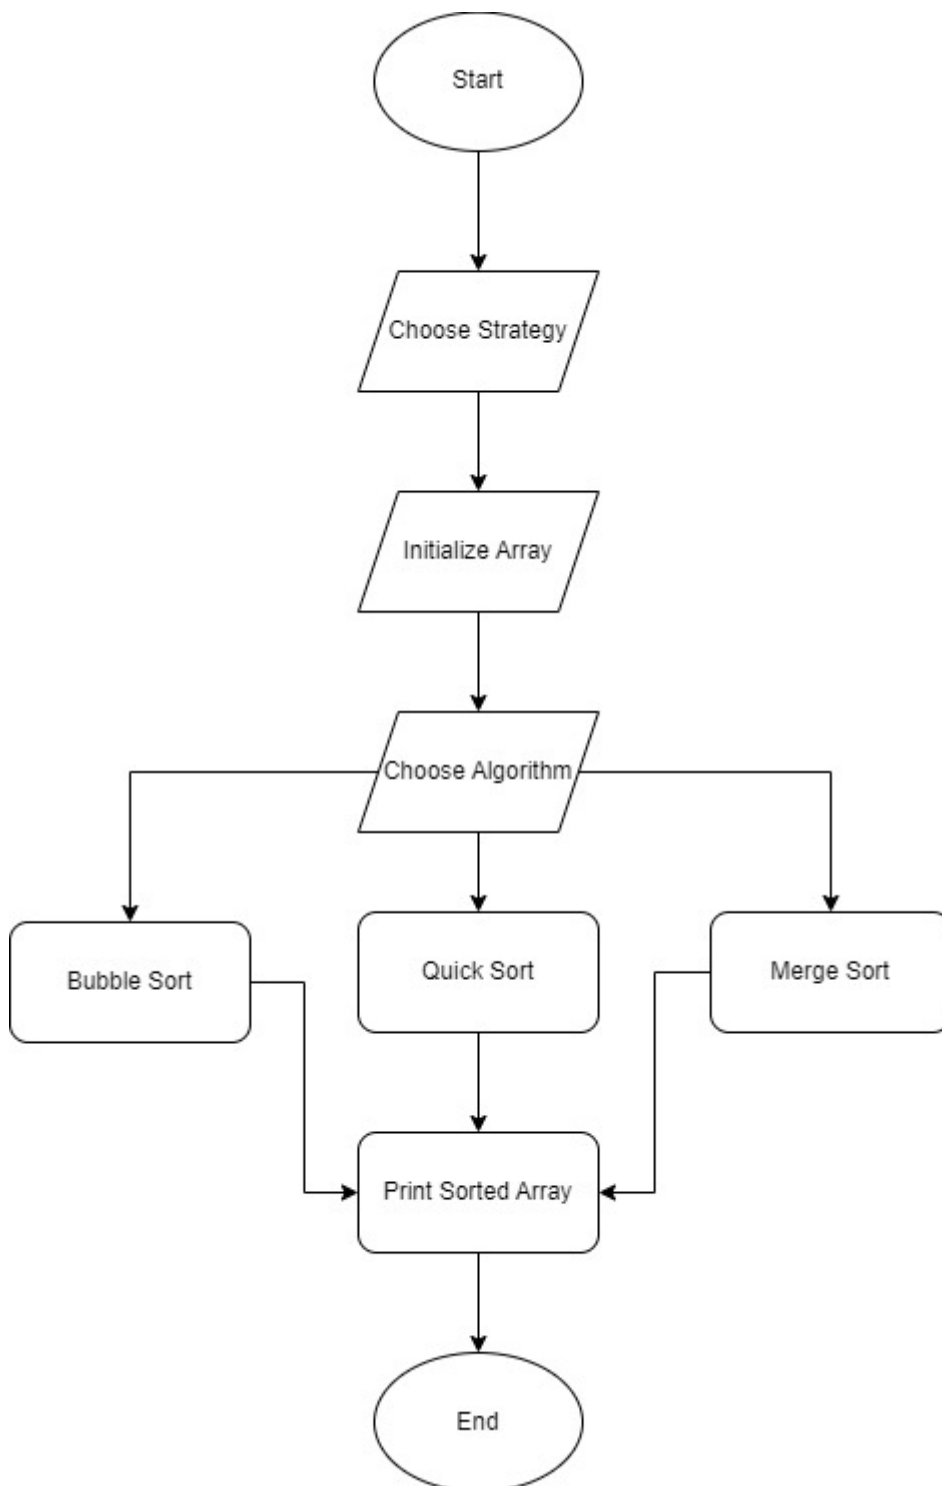 Start
Choose Strategy
Initialize Array
Choose Algorithm
Bubble Sort
Quick Sort
Merge Sort
Print Sorted Array
End